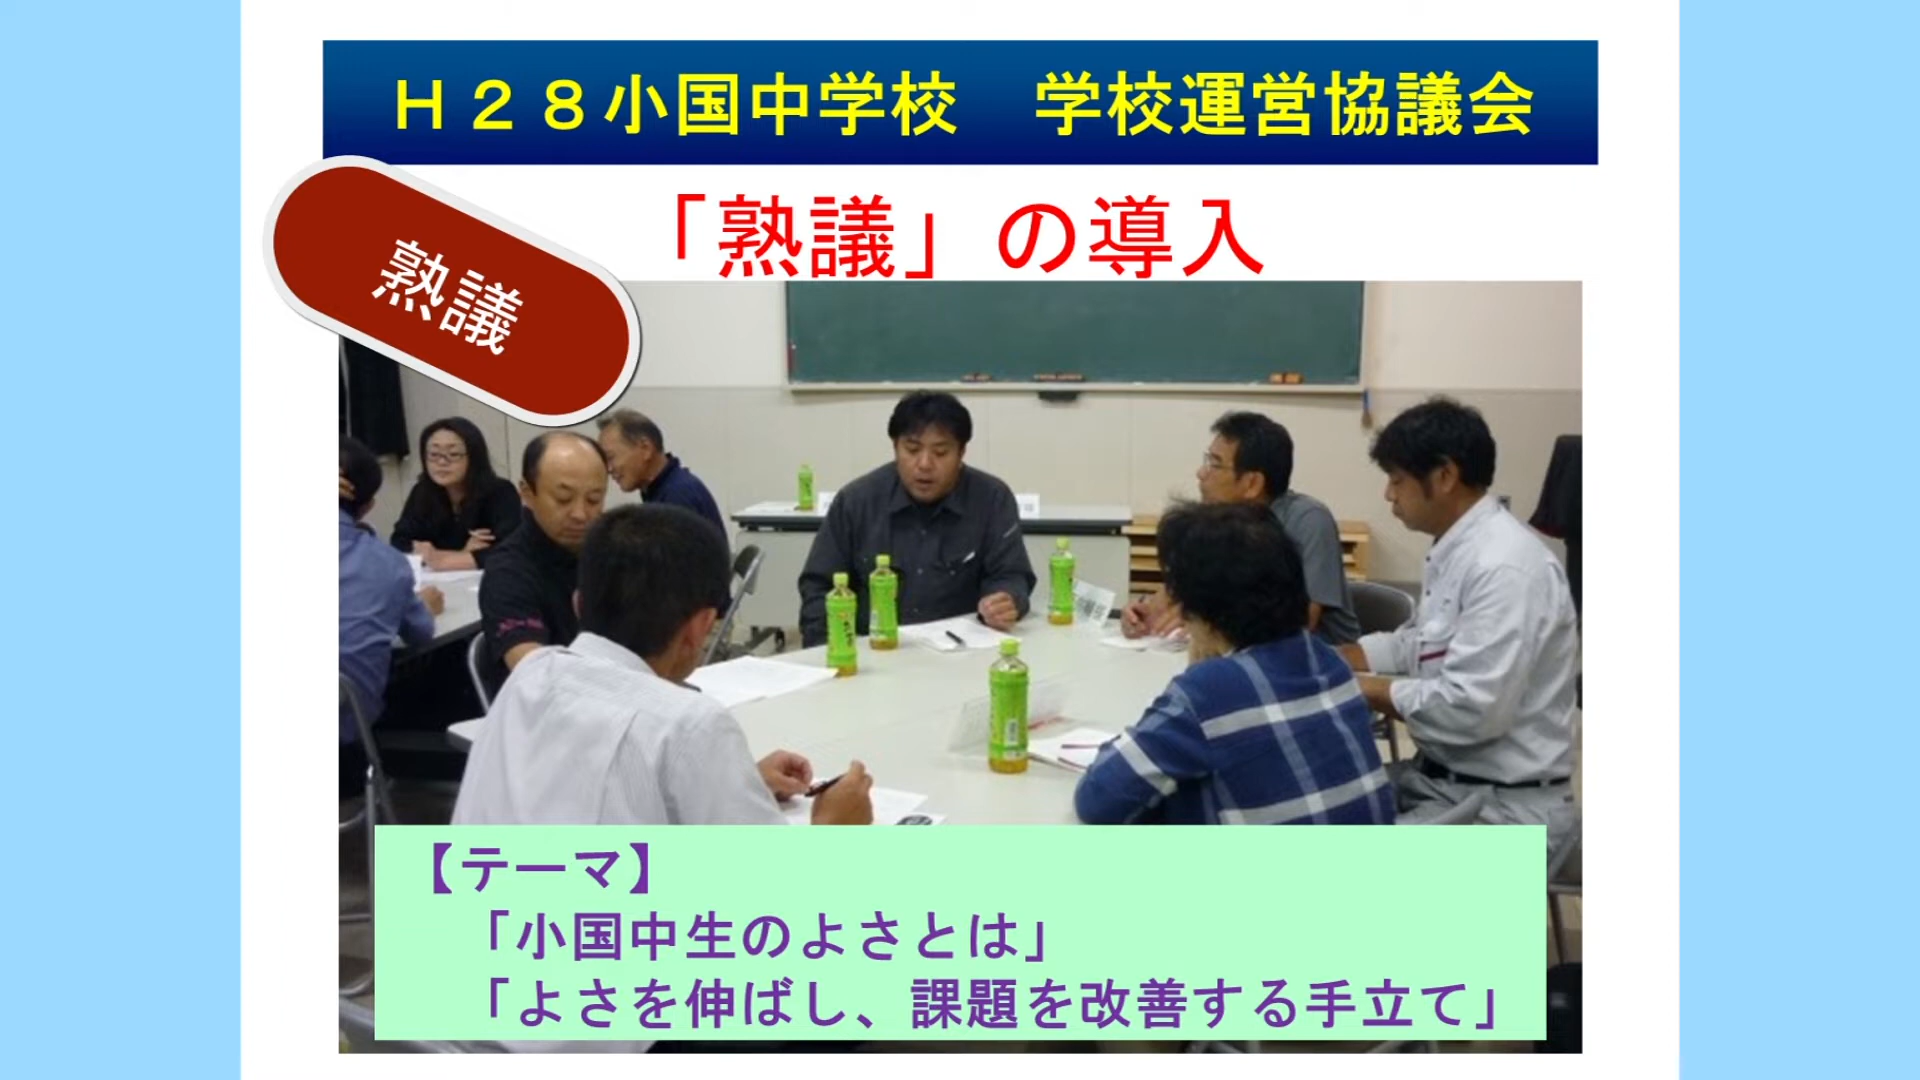 H28小国中学校　学校運営協議会
「熟議」の導入
熟議
【テーマ】
「小国中生のよさとは」
「よさを伸ばし、課題を改善する手立て」